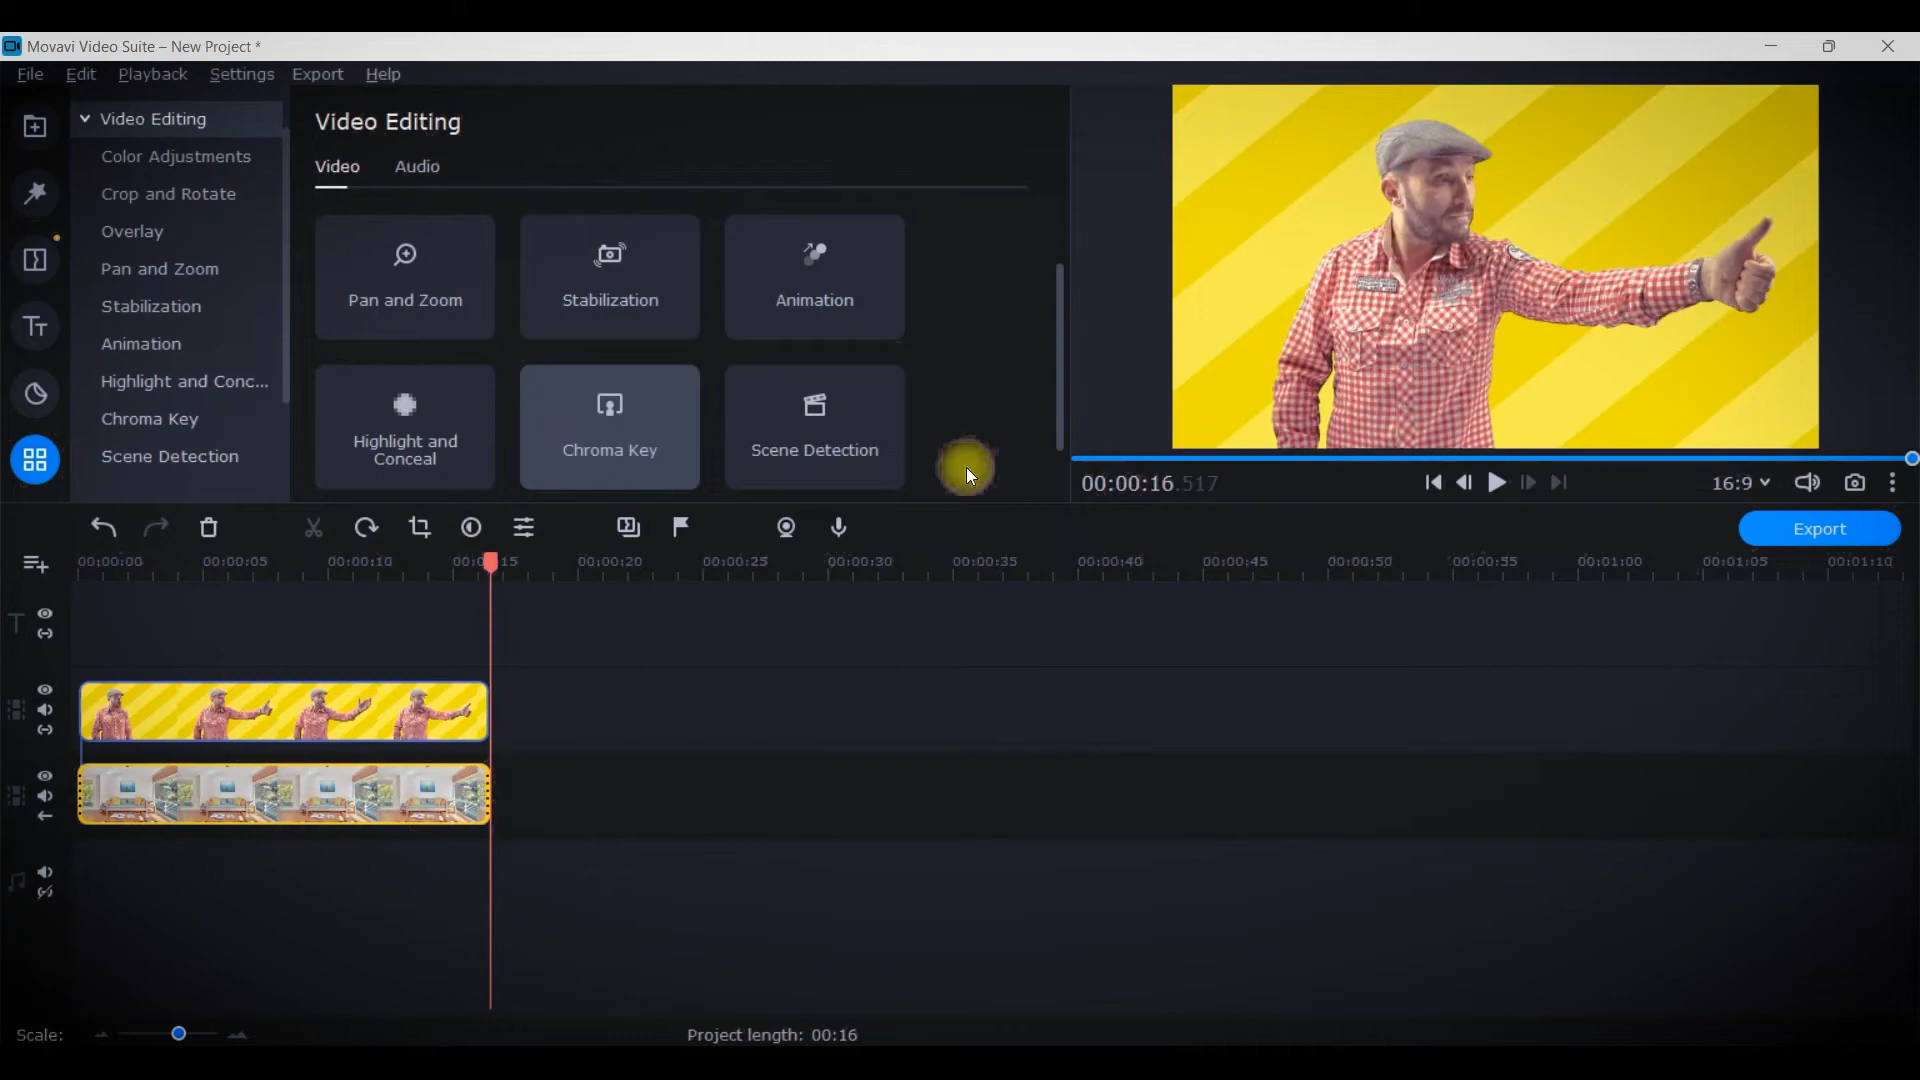 Movavi Video Suite – New Project *
File Edit Playback Settings Export Help
Video Editing
Color Adjustments
Crop and Rotate
Overlay
Pan and Zoom
Stabilization
Animation
Highlight and Conc...
Chroma Key
Scene Detection
Video Editing
Video Audio
Pan and Zoom
Stabilization
Animation
Highlight and
Conceal
Chroma Key
Scene Detection
00:00:16.517
16:9
Export
00:00:00 00:00:05 00:00:10 00:00:15 00:00:20 00:00:25 00:00:30 00:00:35 00:00:40 00:00:45 00:00:50 00:00:55 00:01:00 00:01:05 00:01:10
Scale:
Project length: 00:16